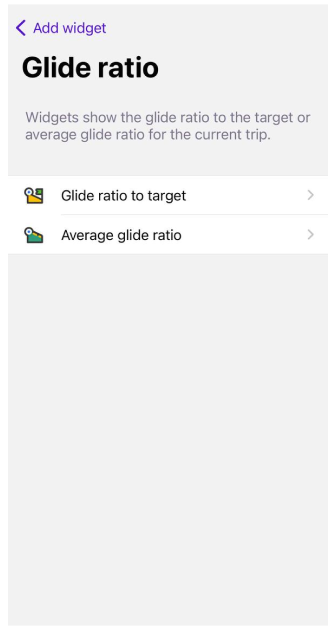 Add widget
Glide ratio
Widgets show the glide ratio to the target or
average glide ratio for the current trip.
Glide ratio to target
Average glide ratio